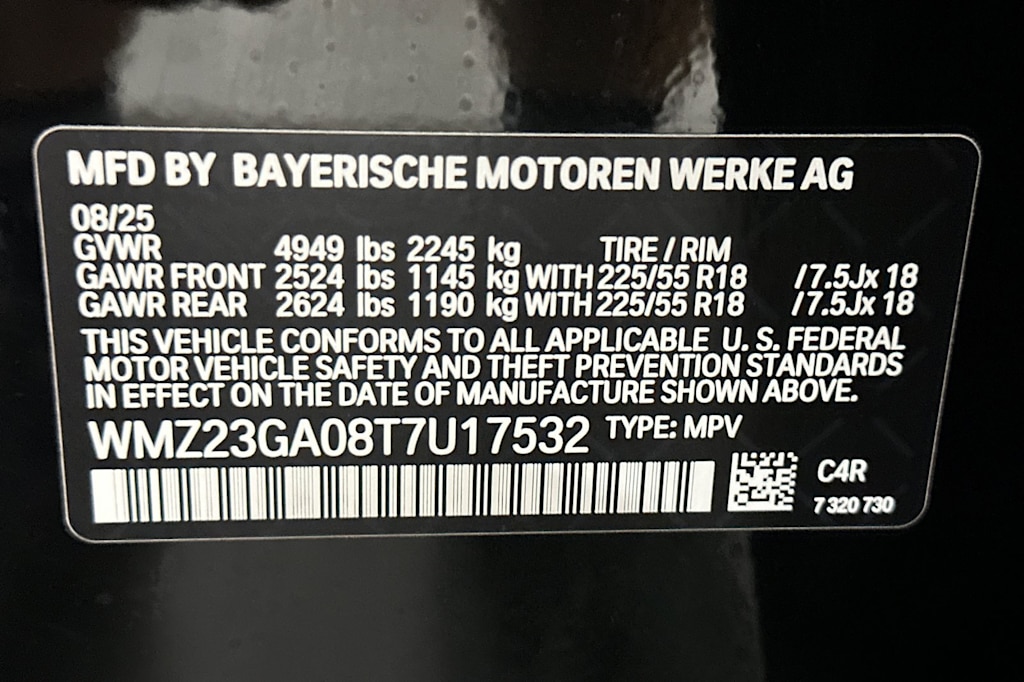 MFD BY BAYERISCHE MOTOREN WERKE AG
08/25
GVWR 4949 lbs 2245 kg TIRE / RIM
GAWR FRONT 2524 lbs 1145 kg WITH 225/55 R18 /7.5Jx 18
GAWR REAR 2624 lbs 1190 kg WITH 225/55 R18 /7.5Jx 18
THIS VEHICLE CONFORMS TO ALL APPLICABLE U. S. FEDERAL
MOTOR VEHICLE SAFETY AND THEFT PREVENTION STANDARDS
IN EFFECT ON THE DATE OF MANUFACTURE SHOWN ABOVE.
WMZ23GA08T7U17532 TYPE: MPV
C4R
7 320 730